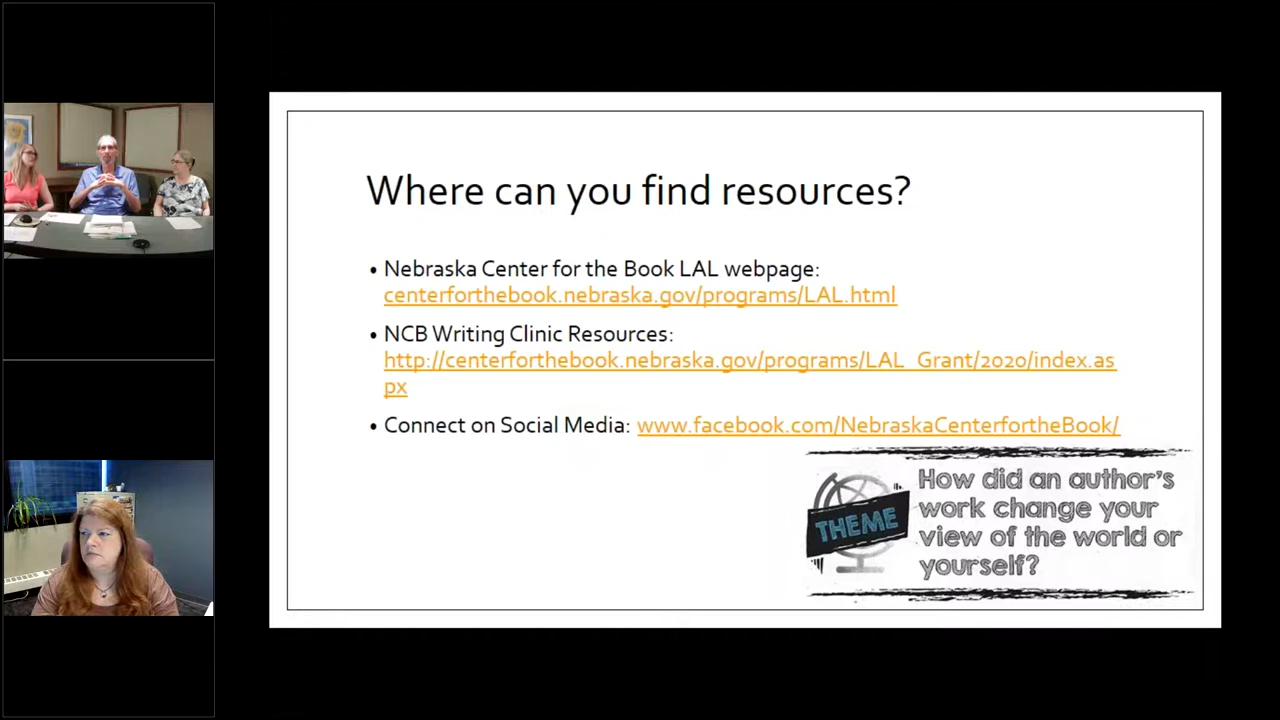 Where can you find resources?
• Nebraska Center for the Book LAL webpage:
centerforthebook.nebraska.gov/programs/LAL.html
• NCB Writing Clinic Resources:
http://centerforthebook.nebraska.gov/programs/LAL_Grant/2020/index.as
px
• Connect on Social Media: www.facebook.com/NebraskaCenterfortheBook/
THEME
How did an author's
work change your
view of the world or
yourself?